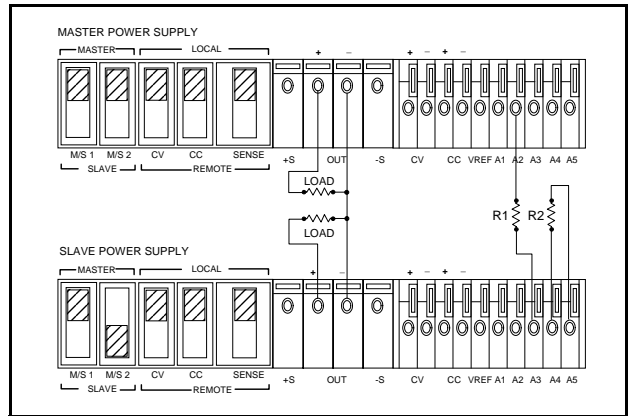 MASTER POWER SUPPLY
MASTER LOCAL
+ − + − + −
M/S 1 M/S 2 CV CC SENSE +S OUT -S CV CC VREF A1 A2 A3 A4 A5
SLAVE REMOTE
LOAD
R1 R2
LOAD
SLAVE POWER SUPPLY
MASTER LOCAL
+ − + − + −
M/S 1 M/S 2 CV CC SENSE +S OUT -S CV CC VREF A1 A2 A3 A4 A5
SLAVE REMOTE